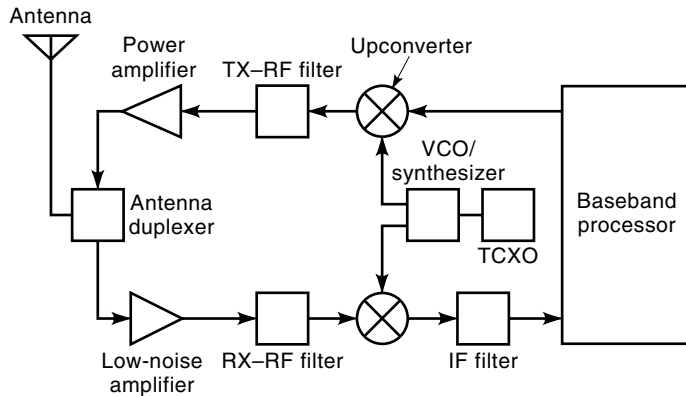 Antenna
Power
amplifier
TX–RF filter
Upconverter
VCO/
synthesizer
Antenna
duplexer
TCXO
Baseband
processor
Low-noise
amplifier
RX–RF filter
IF filter